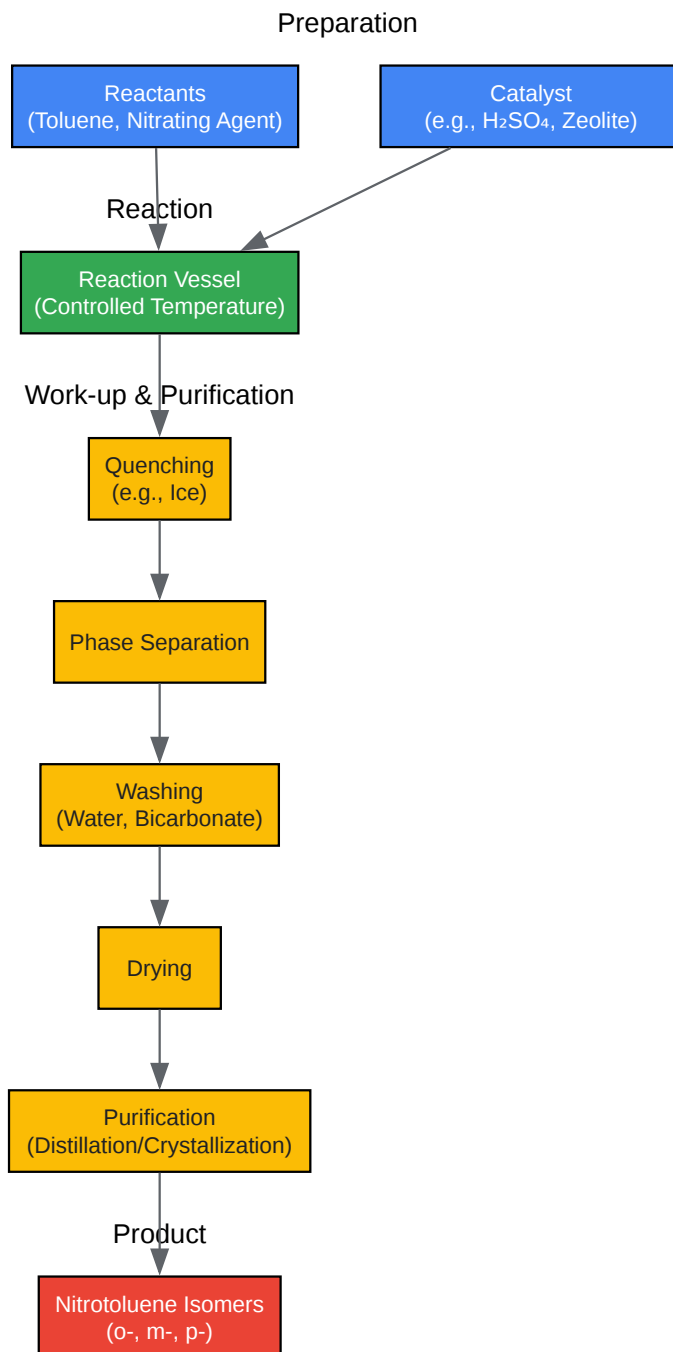 Preparation
Reactants
(Toluene, Nitrating Agent)
Catalyst
(e.g., H₂SO₄, Zeolite)
Reaction
Reaction Vessel
(Controlled Temperature)
Work-up & Purification
Quenching
(e.g., Ice)
Phase Separation
Washing
(Water, Bicarbonate)
Drying
Purification
(Distillation/Crystallization)
Product
Nitrotoluene Isomers
(o-, m-, p-)